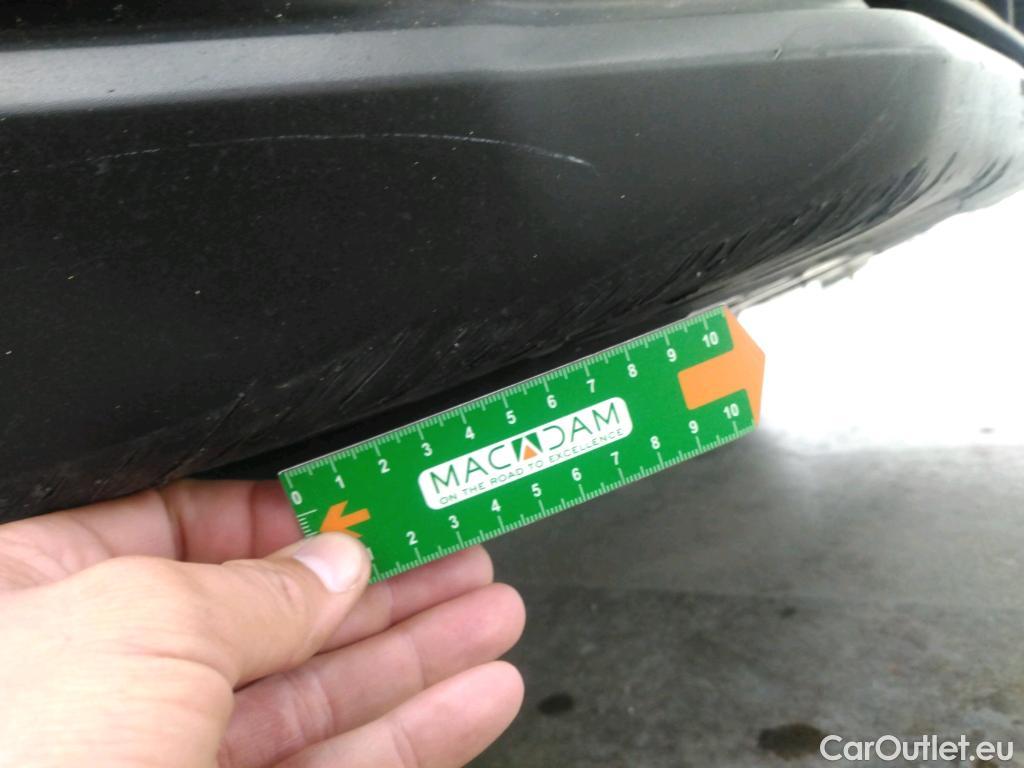 0 1 2 3 4 5 6 7 8 9 10
MACADAM
ON THE ROAD TO EXCELLENCE
2 3 4 5 6 7 8 9 10
CarOutlet.eu